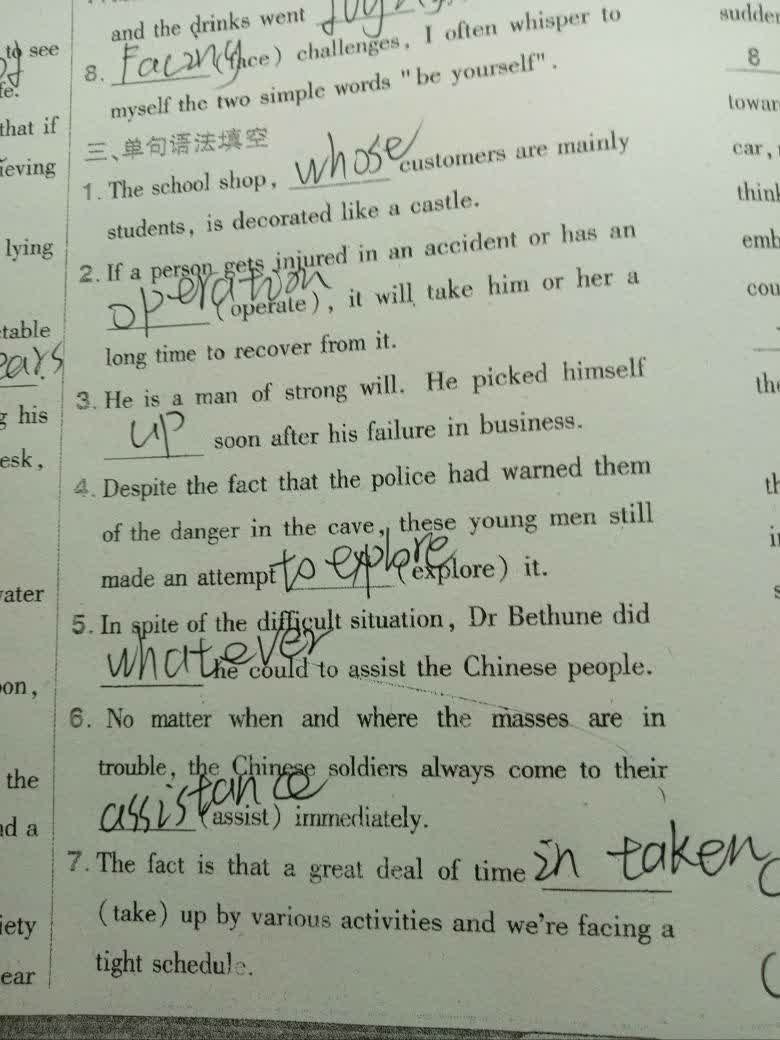 to see
fe.
that if
ieving
lying
table
ears
g his
esk,
water
oon,
the
nd a
iety
ear
and the drinks went
8. Facing (face) challenges, I often whisper to
myself the two simple words "be yourself".
三、单句语法填空
1. The school shop, whose customers are mainly
students, is decorated like a castle.
2. If a person gets injured in an accident or has an
operation (operate), it will take him or her a
long time to recover from it.
3. He is a man of strong will. He picked himself
up soon after his failure in business.
4. Despite the fact that the police had warned them
of the danger in the cave, these young men still
made an attempt to explore (explore) it.
5. In spite of the difficult situation, Dr Bethune did
whatever he could to assist the Chinese people.
6. No matter when and where the masses are in
trouble, the Chinese soldiers always come to their
assistance (assist) immediately.
7. The fact is that a great deal of time in taken
(take) up by various activities and we're facing a
tight schedule.
sudden
8
towar
car,
think
emb
cou
the
th
i
s